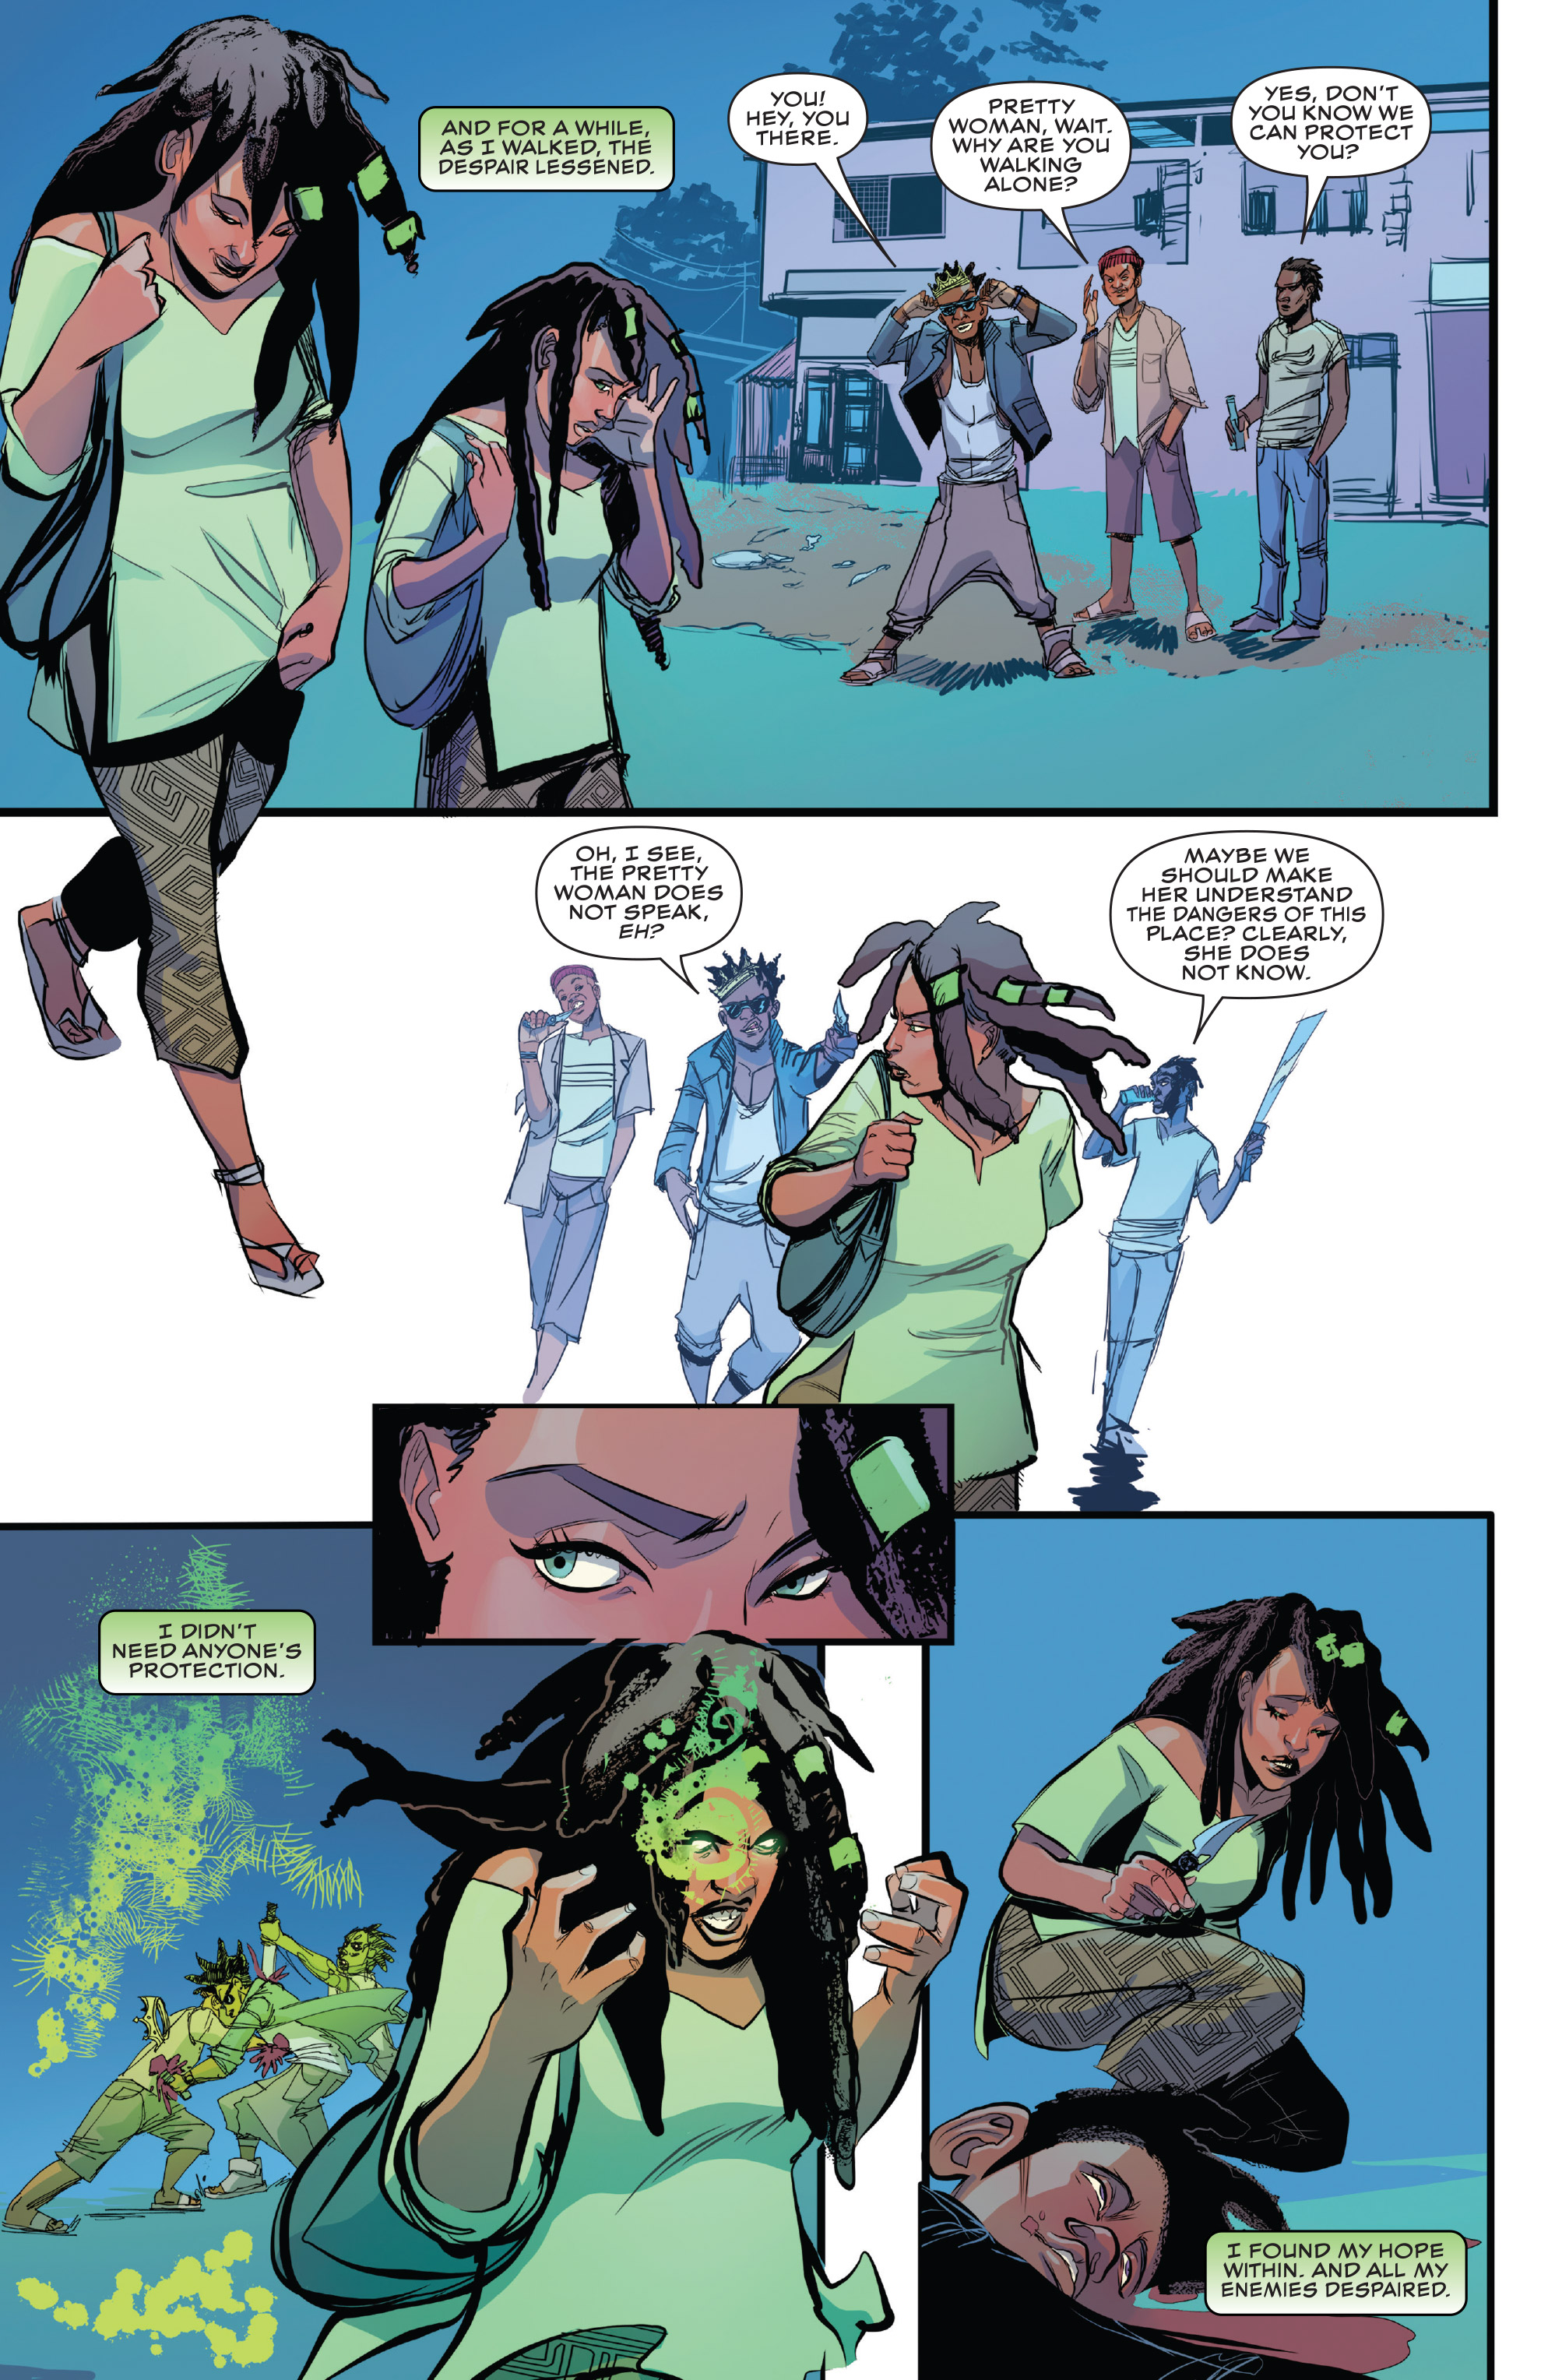 AND FOR A WHILE,
AS I WALKED, THE
DESPAIR LESSENED.
YOU!
HEY, YOU
THERE.
PRETTY
WOMAN, WAIT.
WHY ARE YOU
WALKING
ALONE?
YES, DON'T
YOU KNOW WE
CAN PROTECT
YOU?
OH, I SEE,
THE PRETTY
WOMAN DOES
NOT SPEAK,
EH?
MAYBE WE
SHOULD MAKE
HER UNDERSTAND
THE DANGERS OF THIS
PLACE? CLEARLY,
SHE DOES
NOT KNOW.
I DIDN'T
NEED ANYONE'S
PROTECTION.
I FOUND MY HOPE
WITHIN. AND ALL MY
ENEMIES DESPAIRED.